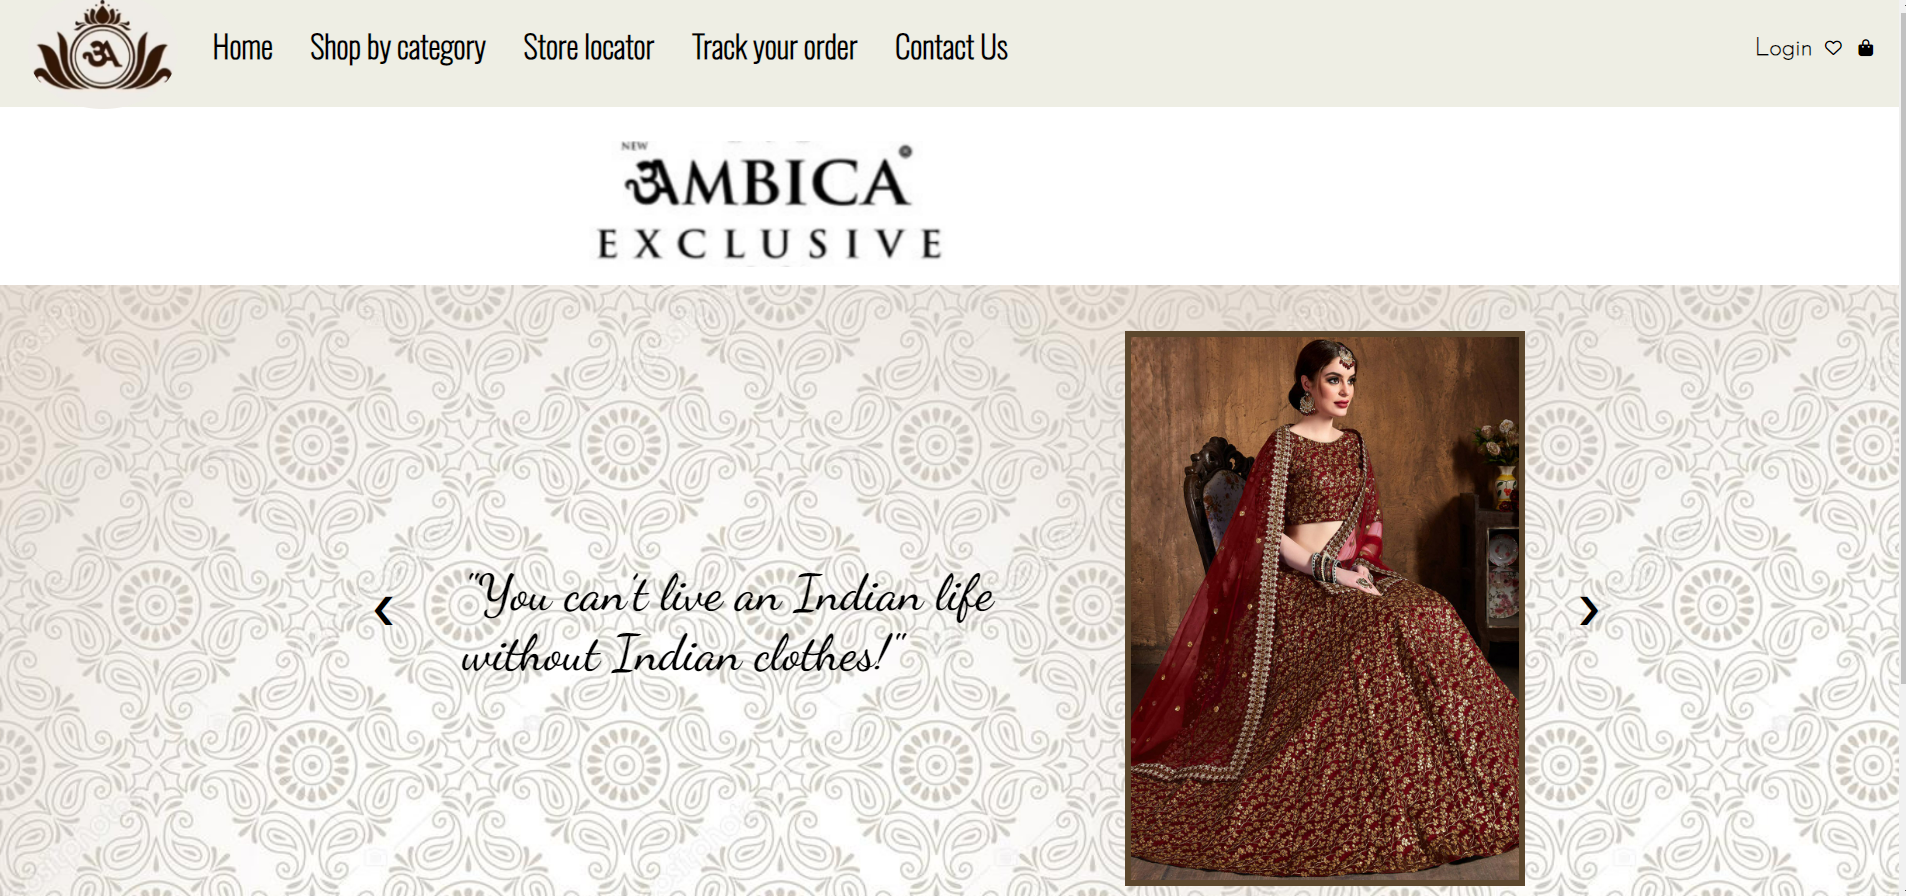 Home Shop by category Store locator Track your order Contact Us Login
NEW
ॐAMBICA®
EXCLUSIVE
"You can't live an Indian life
without Indian clothes!"